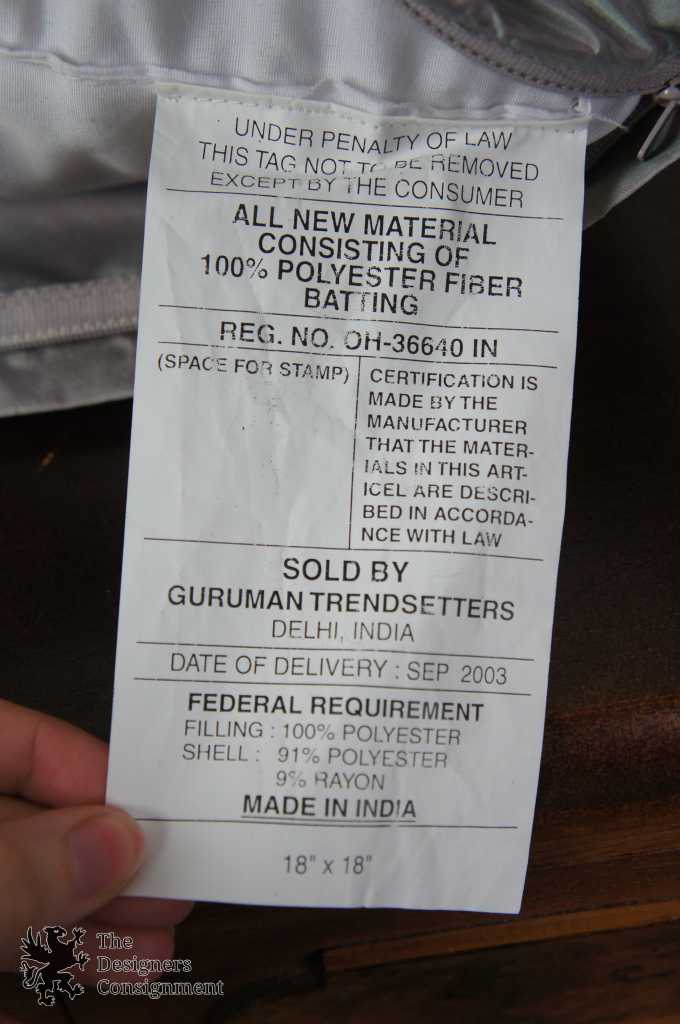 UNDER PENALTY OF LAW
THIS TAG NOT TO BE REMOVED
EXCEPT BY THE CONSUMER
ALL NEW MATERIAL
CONSISTING OF
100% POLYESTER FIBER
BATTING
REG. NO. OH-36640 IN
(SPACE FOR STAMP)
CERTIFICATION IS
MADE BY THE
MANUFACTURER
THAT THE MATER-
IALS IN THIS ART-
ICEL ARE DESCRI-
BED IN ACCORDA-
NCE WITH LAW
SOLD BY
GURUMAN TRENDSETTERS
DELHI, INDIA
DATE OF DELIVERY : SEP 2003
FEDERAL REQUIREMENT
FILLING : 100% POLYESTER
SHELL : 91% POLYESTER
9% RAYON
MADE IN INDIA
18" x 18"
The
Designers
Consignment